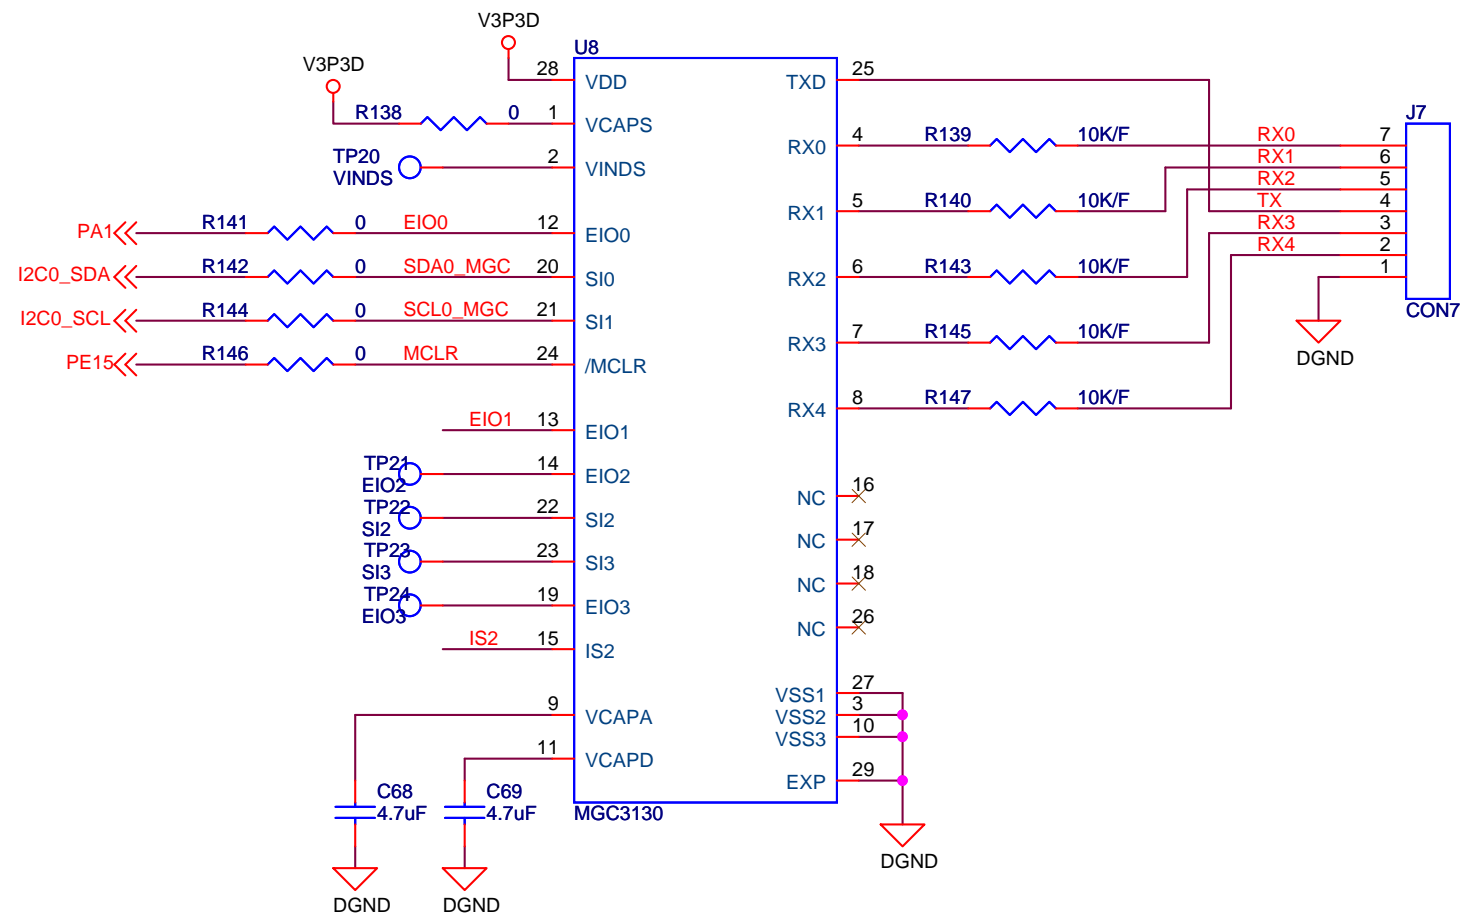 V3P3D
V3P3D
U8
28 VDD
R138 0 1 VCAPS
TP20
VINDS
2 VINDS
PA1 R141 0 EIO0 12 EIO0
I2C0_SDA R142 0 SDA0_MGC 20 SI0
I2C0_SCL R144 0 SCL0_MGC 21 SI1
PE15 R146 0 MCLR 24 /MCLR
EIO1 13 EIO1
TP21
EIO2
14 EIO2
TP22
SI2
22 SI2
TP23
SI3
23 SI3
TP24
EIO3
19 EIO3
IS2 15 IS2
9 VCAPA
11 VCAPD
C68
4.7uF
C69
4.7uF
DGND
DGND
MGC3130
TXD 25
RX0 4 R139 10K/F
RX1 5 R140 10K/F
RX2 6 R143 10K/F
RX3 7 R145 10K/F
RX4 8 R147 10K/F
NC 16
NC 17
NC 18
NC 26
VSS1 27
VSS2 3
VSS3 10
EXP 29
DGND
J7
RX0 7
RX1 6
RX2 5
TX 4
RX3 3
RX4 2
1
CON7
DGND